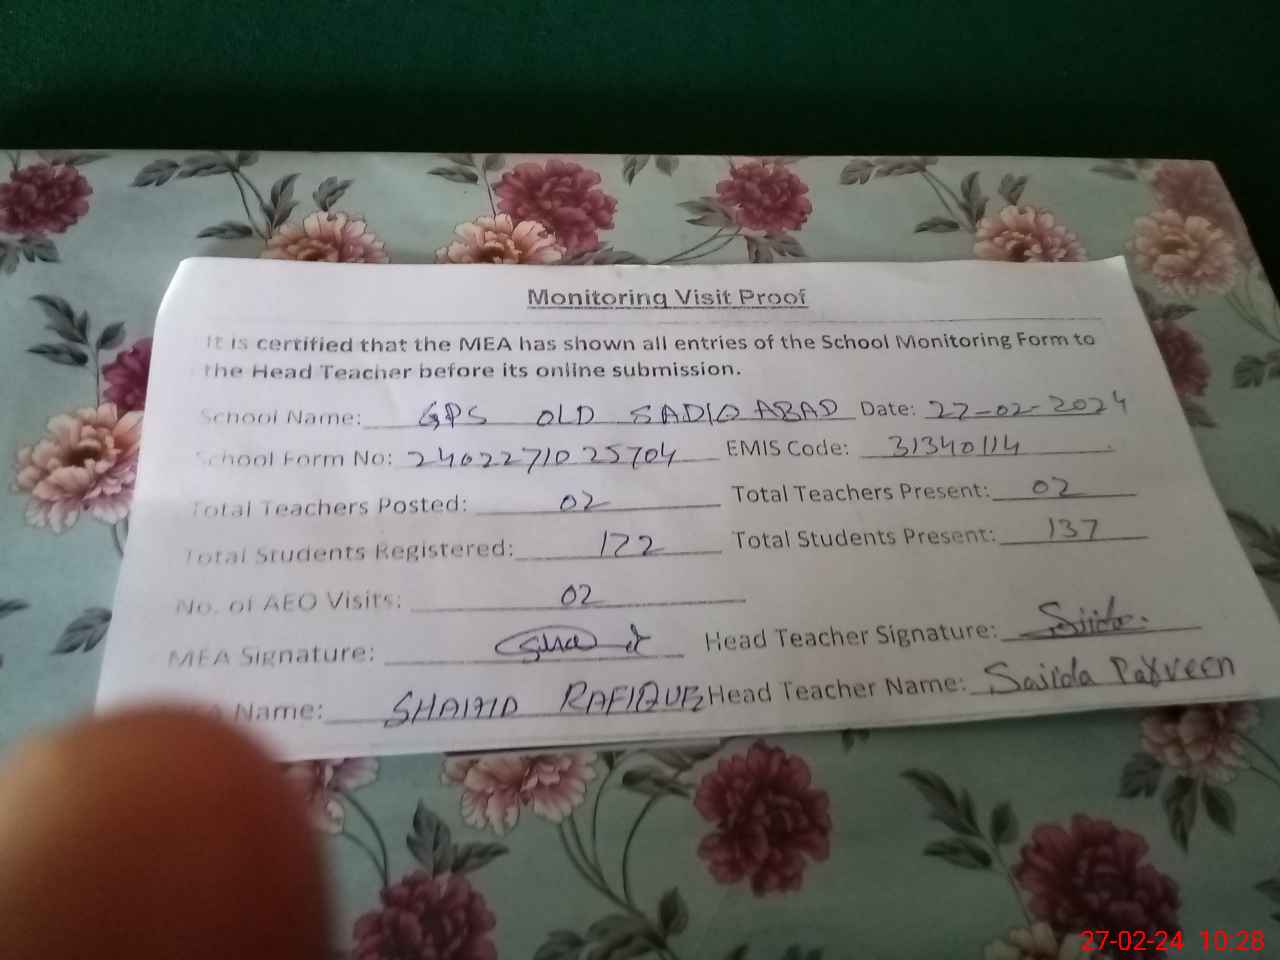 Monitoring Visit Proof
It is certified that the MEA has shown all entries of the School Monitoring Form to
the Head Teacher before its online submission.
School Name: GPS OLD SADIQ ABAD Date: 27-02-2024
School Form No: 24022710 25704 EMIS Code: 31340114
Total Teachers Posted: 02 Total Teachers Present: 02
Total Students Registered: 172 Total Students Present: 137
No. of AEO Visits: 02
MEA Signature: Head Teacher Signature:
A Name: SHAHID RAFIQUE Head Teacher Name: Sajida Parveen
27-02-24 10:28